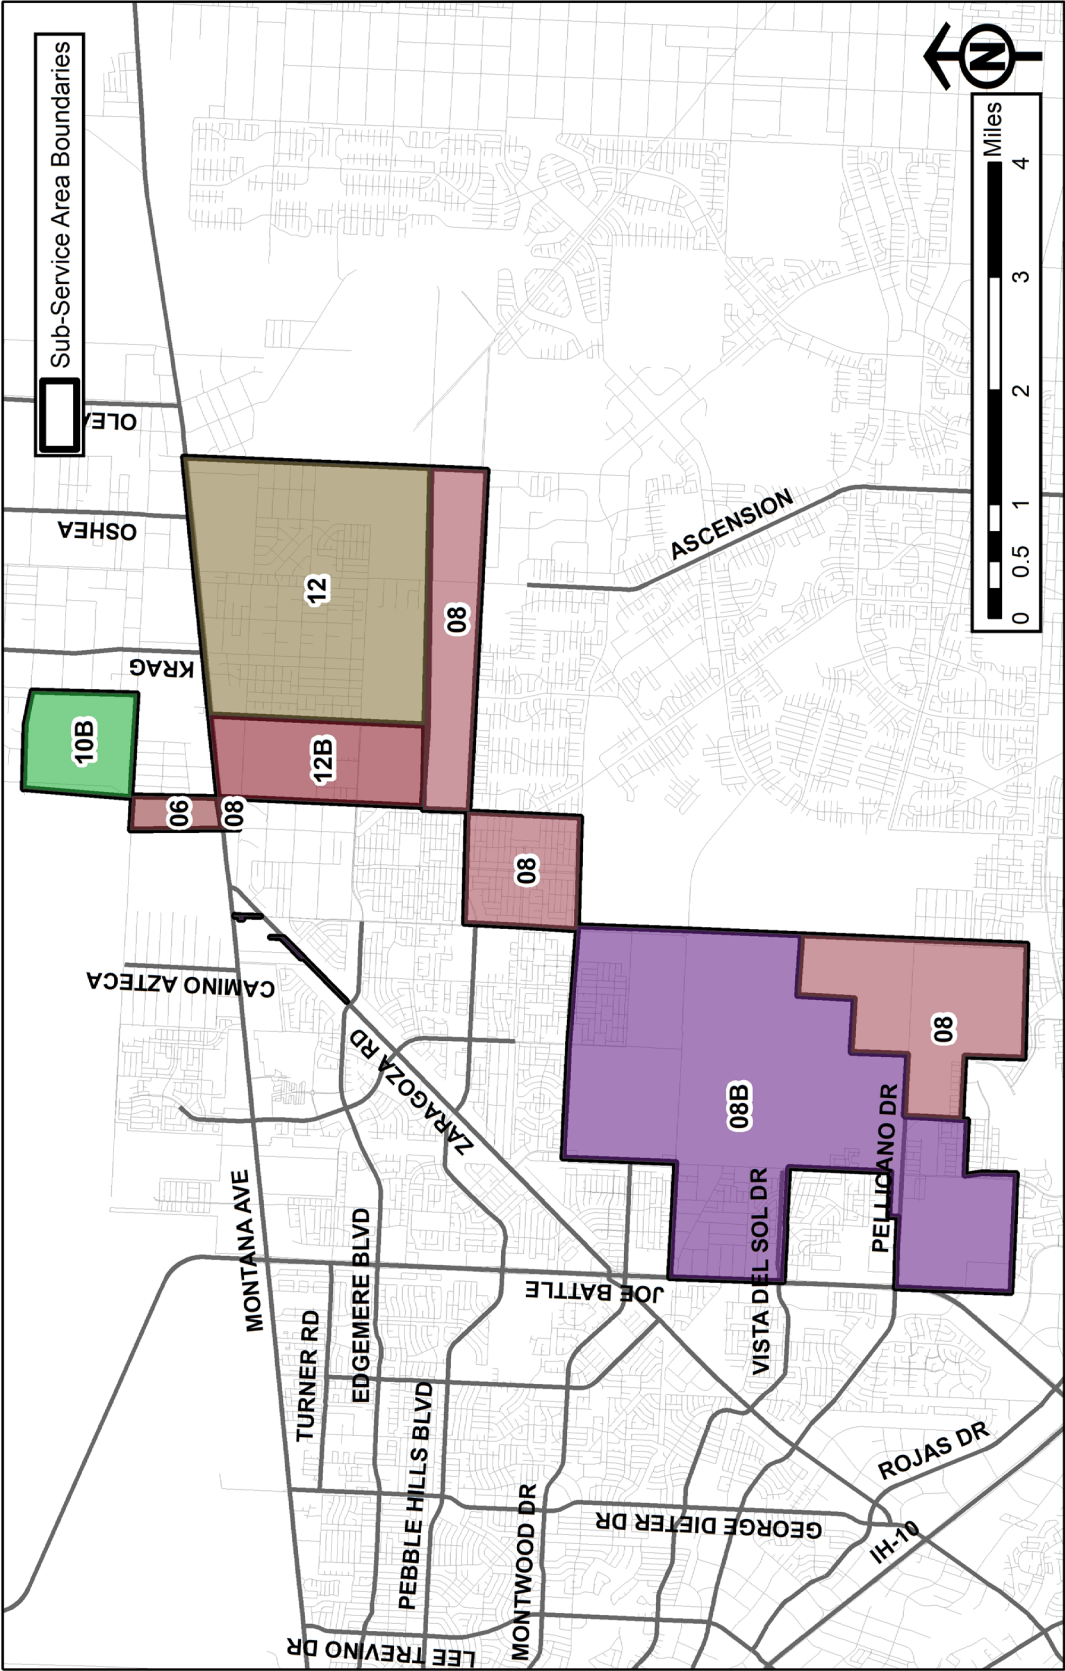 Sub-Service Area Boundaries
OLEA
OSHEA
KRAG
10B
06
08
12
12B
08
08
CAMINO AZTECA
ZARAGOZA RD
MONTANA AVE
TURNER RD
EDGEMERE BLVD
PEBBLE HILLS BLVD
LEE TREVINO DR
MONTWOOD DR
JOE BATTLE
GEORGE DIETER DR
ASCENSION
08B
VISTA DEL SOL DR
PELLICANO DR
08
ROJAS DR
IH-10
N
Miles
0 0.5 1 2 3 4